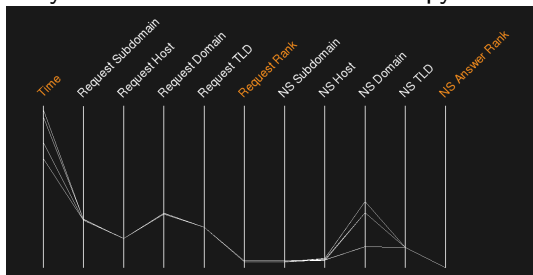 Time
Request Subdomain
Request Host
Request Domain
Request TLD
Request Rank
NS Subdomain
NS Host
NS Domain
NS TLD
NS Answer Rank